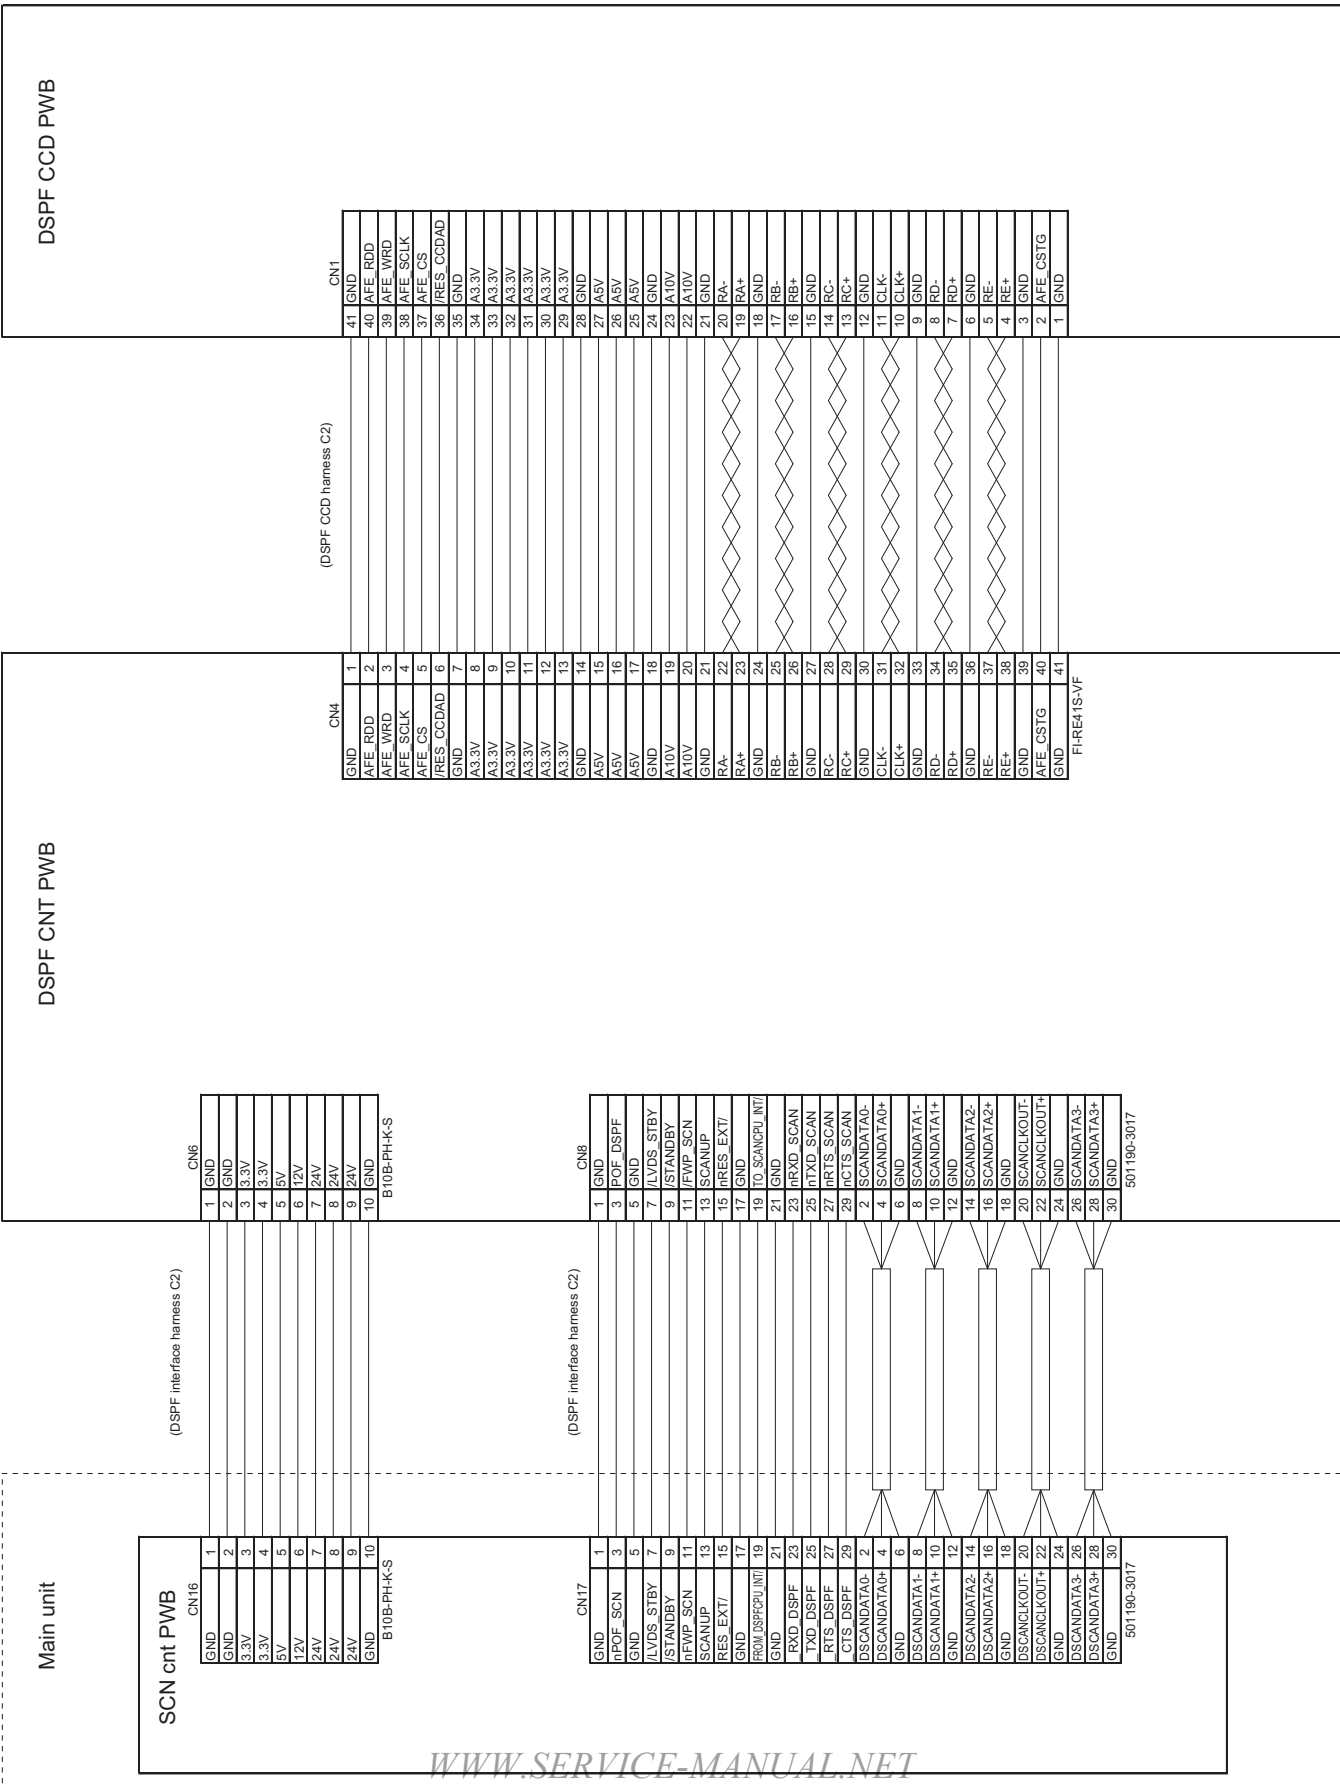 DSPF CCD PWB
CN1
41 GND
40 AFE_RDD
39 AFE_WRD
38 AFE_SCLK
37 AFE_CS
36 /RES_CCDAD
35 GND
34 A3.3V
33 A3.3V
32 A3.3V
31 A3.3V
30 A3.3V
29 A3.3V
28 GND
27 A5V
26 A5V
25 A5V
24 GND
23 A10V
22 A10V
21 GND
20 RA-
19 RA+
18 GND
17 RB-
16 RB+
15 GND
14 RC-
13 RC+
12 GND
11 CLK-
10 CLK+
9 GND
8 RD-
7 RD+
6 GND
5 RE-
4 RE+
3 GND
2 AFE_CSTG
1 GND
(DSPF CCD harness C2)
DSPF CNT PWB
CN4
GND 1
AFE_RDD 2
AFE_WRD 3
AFE_SCLK 4
AFE_CS 5
/RES_CCDAD 6
GND 7
A3.3V 8
A3.3V 9
A3.3V 10
A3.3V 11
A3.3V 12
A3.3V 13
GND 14
A5V 15
A5V 16
A5V 17
GND 18
A10V 19
A10V 20
GND 21
RA- 22
RA+ 23
GND 24
RB- 25
RB+ 26
GND 27
RC- 28
RC+ 29
GND 30
CLK- 31
CLK+ 32
GND 33
RD- 34
RD+ 35
GND 36
RE- 37
RE+ 38
GND 39
AFE_CSTG 40
GND 41
FI-RE41S-VF
CN6
1 GND
2 GND
3 3.3V
4 3.3V
5 5V
6 12V
7 24V
8 24V
9 24V
10 GND
B10B-PH-K-S
CN8
1 GND
3 POF_DSPF
5 GND
7 /LVDS_STBY
9 /STANDBY
11 /FWP_SCN
13 SCANUP
15 nRES_EXT/
17 GND
19 TO_SCANCPU_INT/
21 GND
23 nRXD_SCAN
25 nTXD_SCAN
27 nRTS_SCAN
29 nCTS_SCAN
2 SCANDATA0-
4 SCANDATA0+
6 GND
8 SCANDATA1-
10 SCANDATA1+
12 GND
14 SCANDATA2-
16 SCANDATA2+
18 GND
20 SCANCLKOUT-
22 SCANCLKOUT+
24 GND
26 SCANDATA3-
28 SCANDATA3+
30 GND
501190-3017
(DSPF interface harness C2)
(DSPF interface harness C2)
Main unit
SCN cnt PWB
CN16
GND 1
GND 2
3.3V 3
3.3V 4
5V 5
12V 6
24V 7
24V 8
24V 9
GND 10
B10B-PH-K-S
CN17
GND 1
nPOF_SCN 3
GND 5
/LVDS_STBY 7
/STANDBY 9
nFWP_SCN 11
SCANUP 13
RES_EXT/ 15
GND 17
FROM_DSPFCPU_INT/ 19
GND 21
_RXD_DSPF 23
_TXD_DSPF 25
_RTS_DSPF 27
_CTS_DSPF 29
DSCANDATA0- 2
DSCANDATA0+ 4
GND 6
DSCANDATA1- 8
DSCANDATA1+ 10
GND 12
DSCANDATA2- 14
DSCANDATA2+ 16
GND 18
DSCANCLKOUT- 20
DSCANCLKOUT+ 22
GND 24
DSCANDATA3- 26
DSCANDATA3+ 28
GND 30
501190-3017
WWW.SERVICE-MANUAL.NET